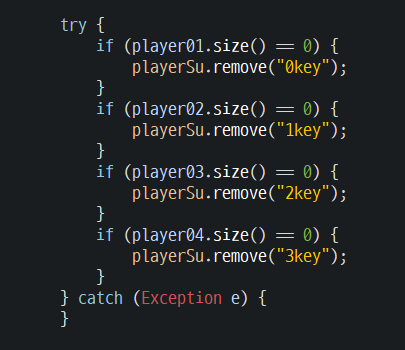 try {
if (player01.size() == 0) {
playerSu.remove("0key");
}
if (player02.size() == 0) {
playerSu.remove("1key");
}
if (player03.size() == 0) {
playerSu.remove("2key");
}
if (player04.size() == 0) {
playerSu.remove("3key");
}
} catch (Exception e) {
}